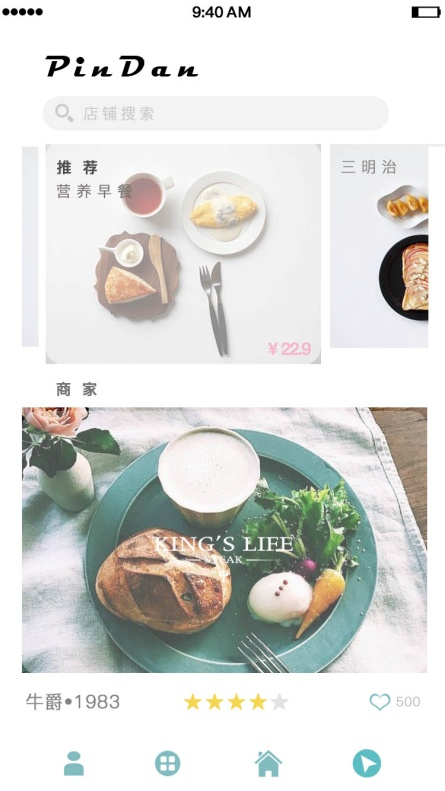 9:40 AM
PinDan
店铺搜索
推荐
营养早餐
三明治
¥22.9
商家
KING'S LIFE
STEAK
牛爵•1983
500